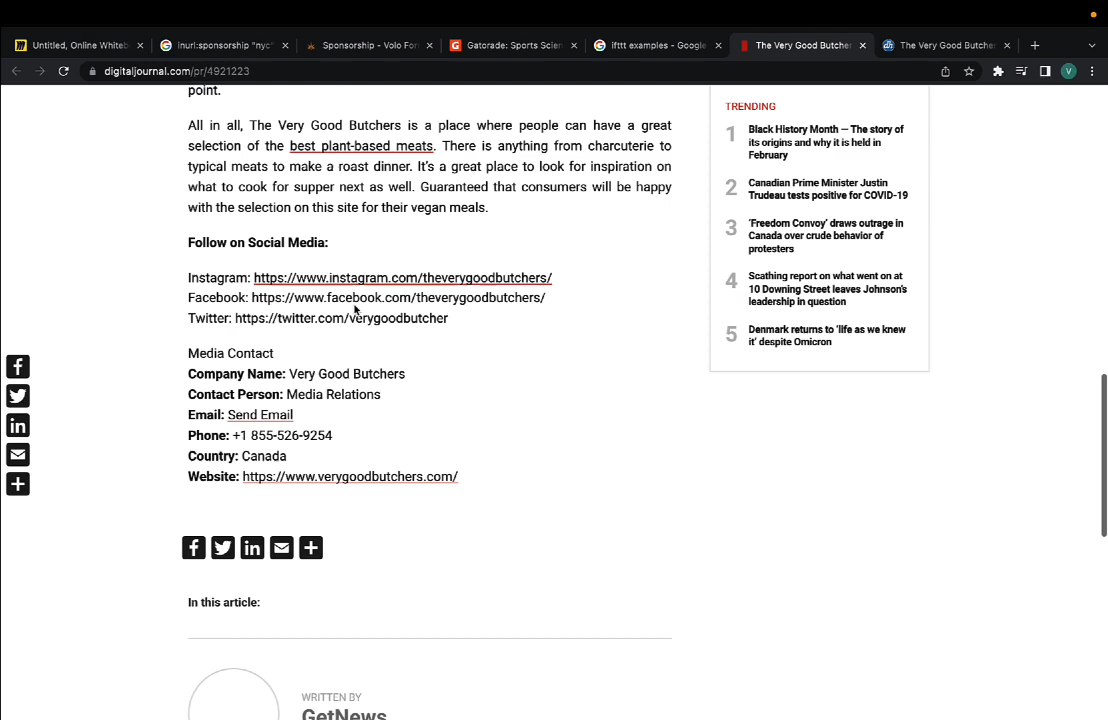 Untitled, Online Whiteb
inurl:sponsorship "nyc"
Sponsorship - Volo For
Gatorade: Sports Scien
ifttt examples - Google
The Very Good Butcher
The Very Good Butcher
digitaljournal.com/pr/4921223
V
point.
All in all, The Very Good Butchers is a place where people can have a great
selection of the best plant-based meats. There is anything from charcuterie to
typical meats to make a roast dinner. It's a great place to look for inspiration on
what to cook for supper next as well. Guaranteed that consumers will be happy
with the selection on this site for their vegan meals.
Follow on Social Media:
Instagram: https://www.instagram.com/theverygoodbutchers/
Facebook: https://www.facebook.com/theverygoodbutchers/
Twitter: https://twitter.com/verygoodbutcher
Media Contact
Company Name: Very Good Butchers
Contact Person: Media Relations
Email: Send Email
Phone: +1 855-526-9254
Country: Canada
Website: https://www.verygoodbutchers.com/
In this article:
WRITTEN BY
GetNews
TRENDING
1 Black History Month — The story of
its origins and why it is held in
February
2 Canadian Prime Minister Justin
Trudeau tests positive for COVID-19
3 'Freedom Convoy' draws outrage in
Canada over crude behavior of
protesters
4 Scathing report on what went on at
10 Downing Street leaves Johnson's
leadership in question
5 Denmark returns to 'life as we knew
it' despite Omicron